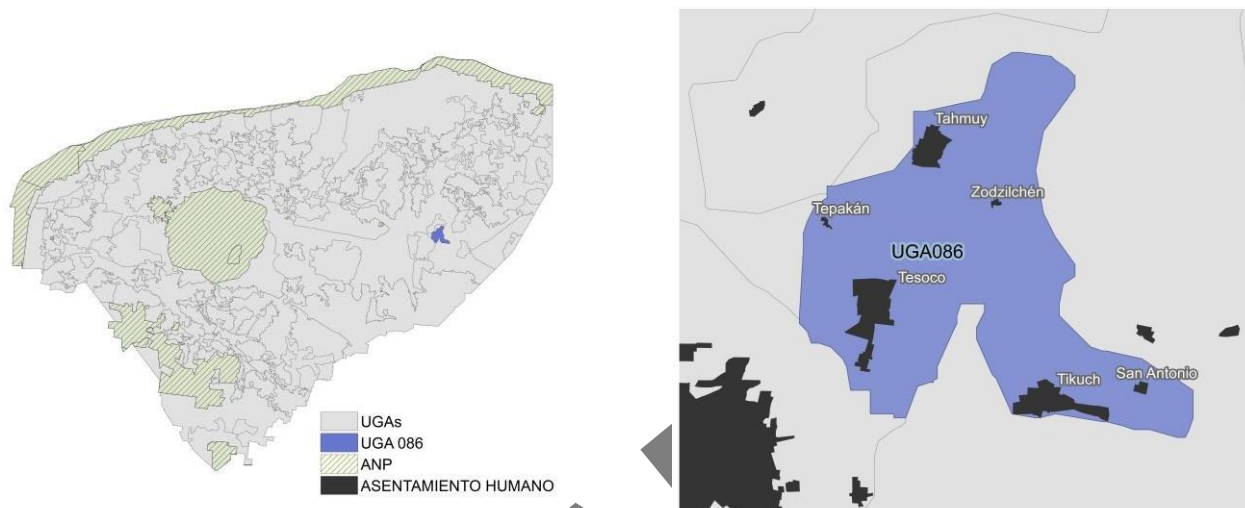 UGAs
UGA 086
ANP
ASENTAMIENTO HUMANO
Tahmuy
Zodzilchén
Tepakán
UGA086
Tesoco
Tikuch
San Antonio